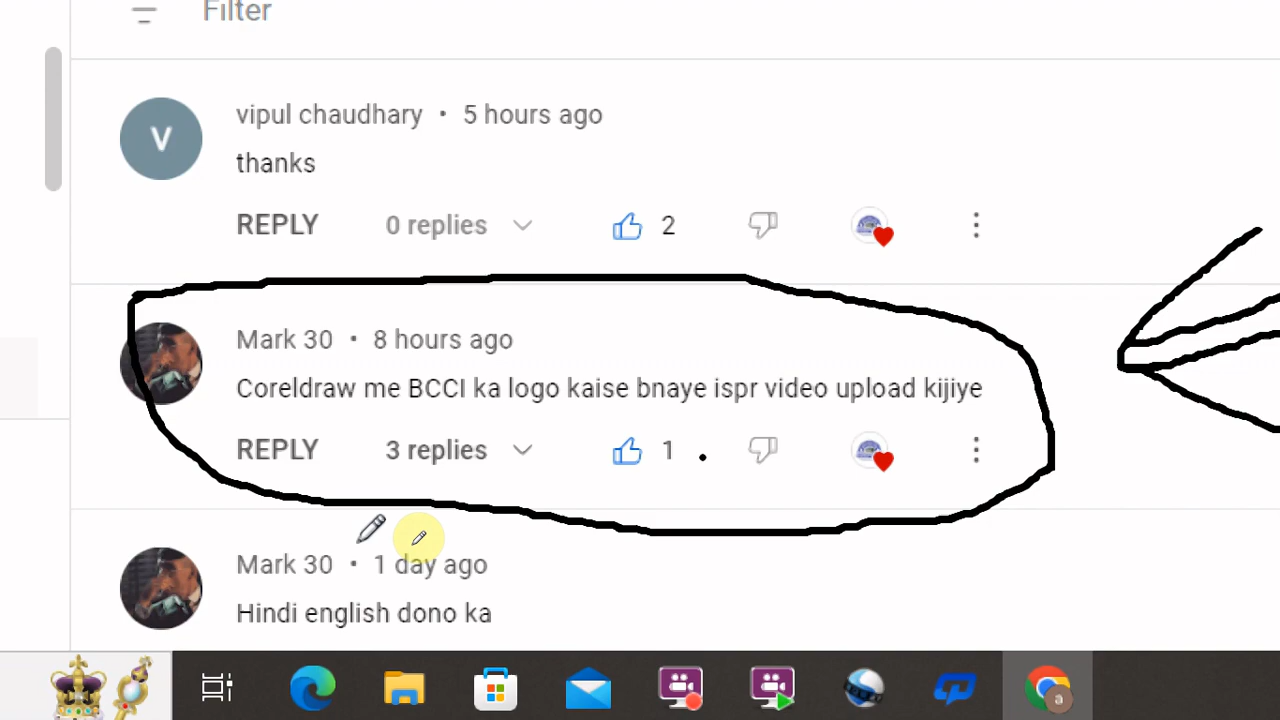 Filter
vipul chaudhary • 5 hours ago
V
thanks
REPLY 0 replies 2
Mark 30 • 8 hours ago
Coreldraw me BCCI ka logo kaise bnaye ispr video upload kijiye
REPLY 3 replies 1
Mark 30 • 1 day ago
Hindi english dono ka
a